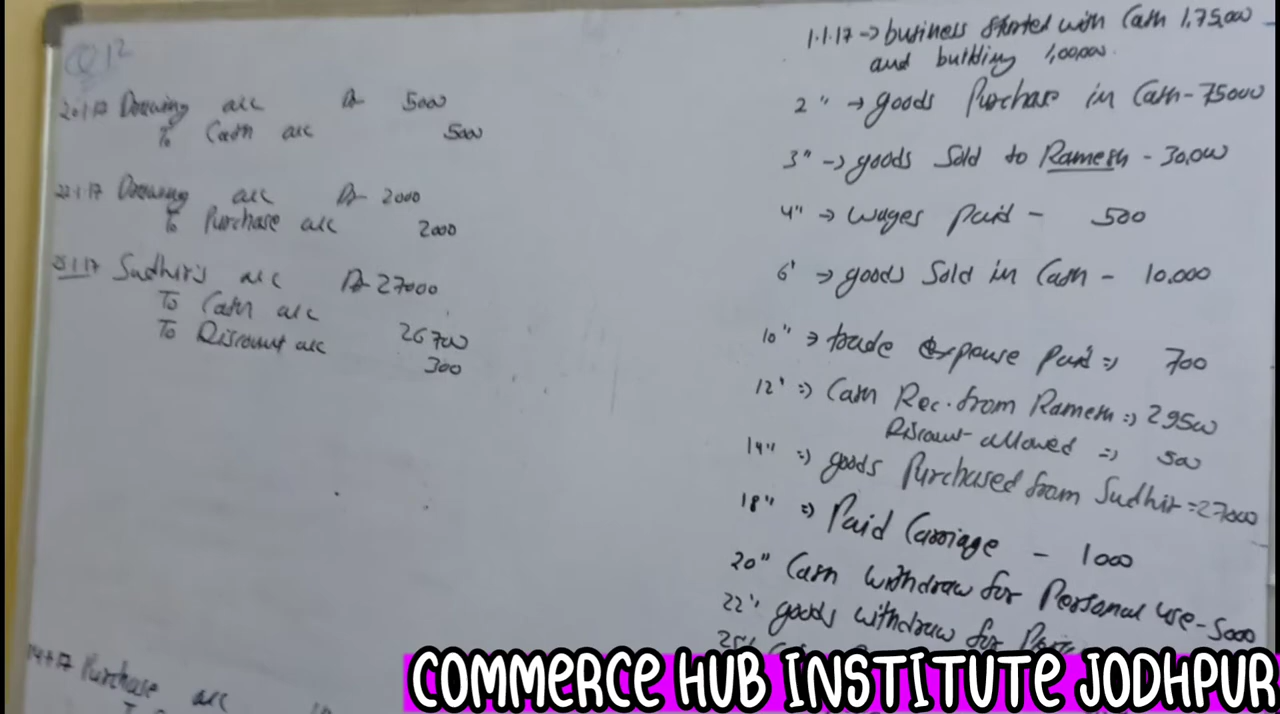 Q 12
20.1.17 Drawing a/c Dr 5000
To Cash a/c 5000
22.1.17 Drawing a/c Dr 2000
To Purchase a/c 2000
25.1.17 Sudhir's a/c Dr 27000
To Cash a/c 26700
To Discount a/c 300
Purchase a/c
1.1.17 → business started with Cash 1,75,000
and building 1,00,000.
2" → goods Purchase in Cash - 75000
3" → goods Sold to Ramesh - 30,000
4" → wages paid - 500
6' → goods Sold in Cash - 10,000
10" ⇒ trade expense paid ⇒ 700
12' ⇒ Cash Rec. from Ramesh ⇒ 29500
Discount allowed ⇒ 500
14" ⇒ goods Purchased from Sudhir = 27000
18" ⇒ Paid Carriage - 1000
20" Cash withdraw for Personal use - 5000
22" goods withdraw for
25"
COMMERCE HUB INSTITUTE JODHPUR